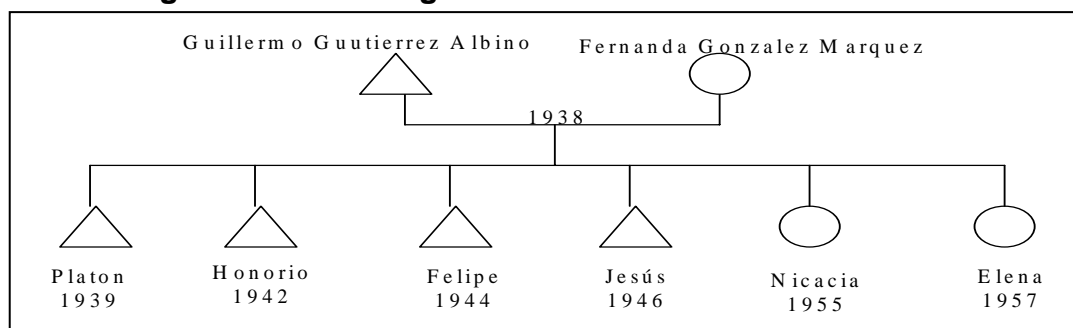 Guillermo Guutierrez Albino
Fernanda Gonzalez Marquez
1938
Platon
1939
Honorio
1942
Felipe
1944
Jesús
1946
Nicacia
1955
Elena
1957